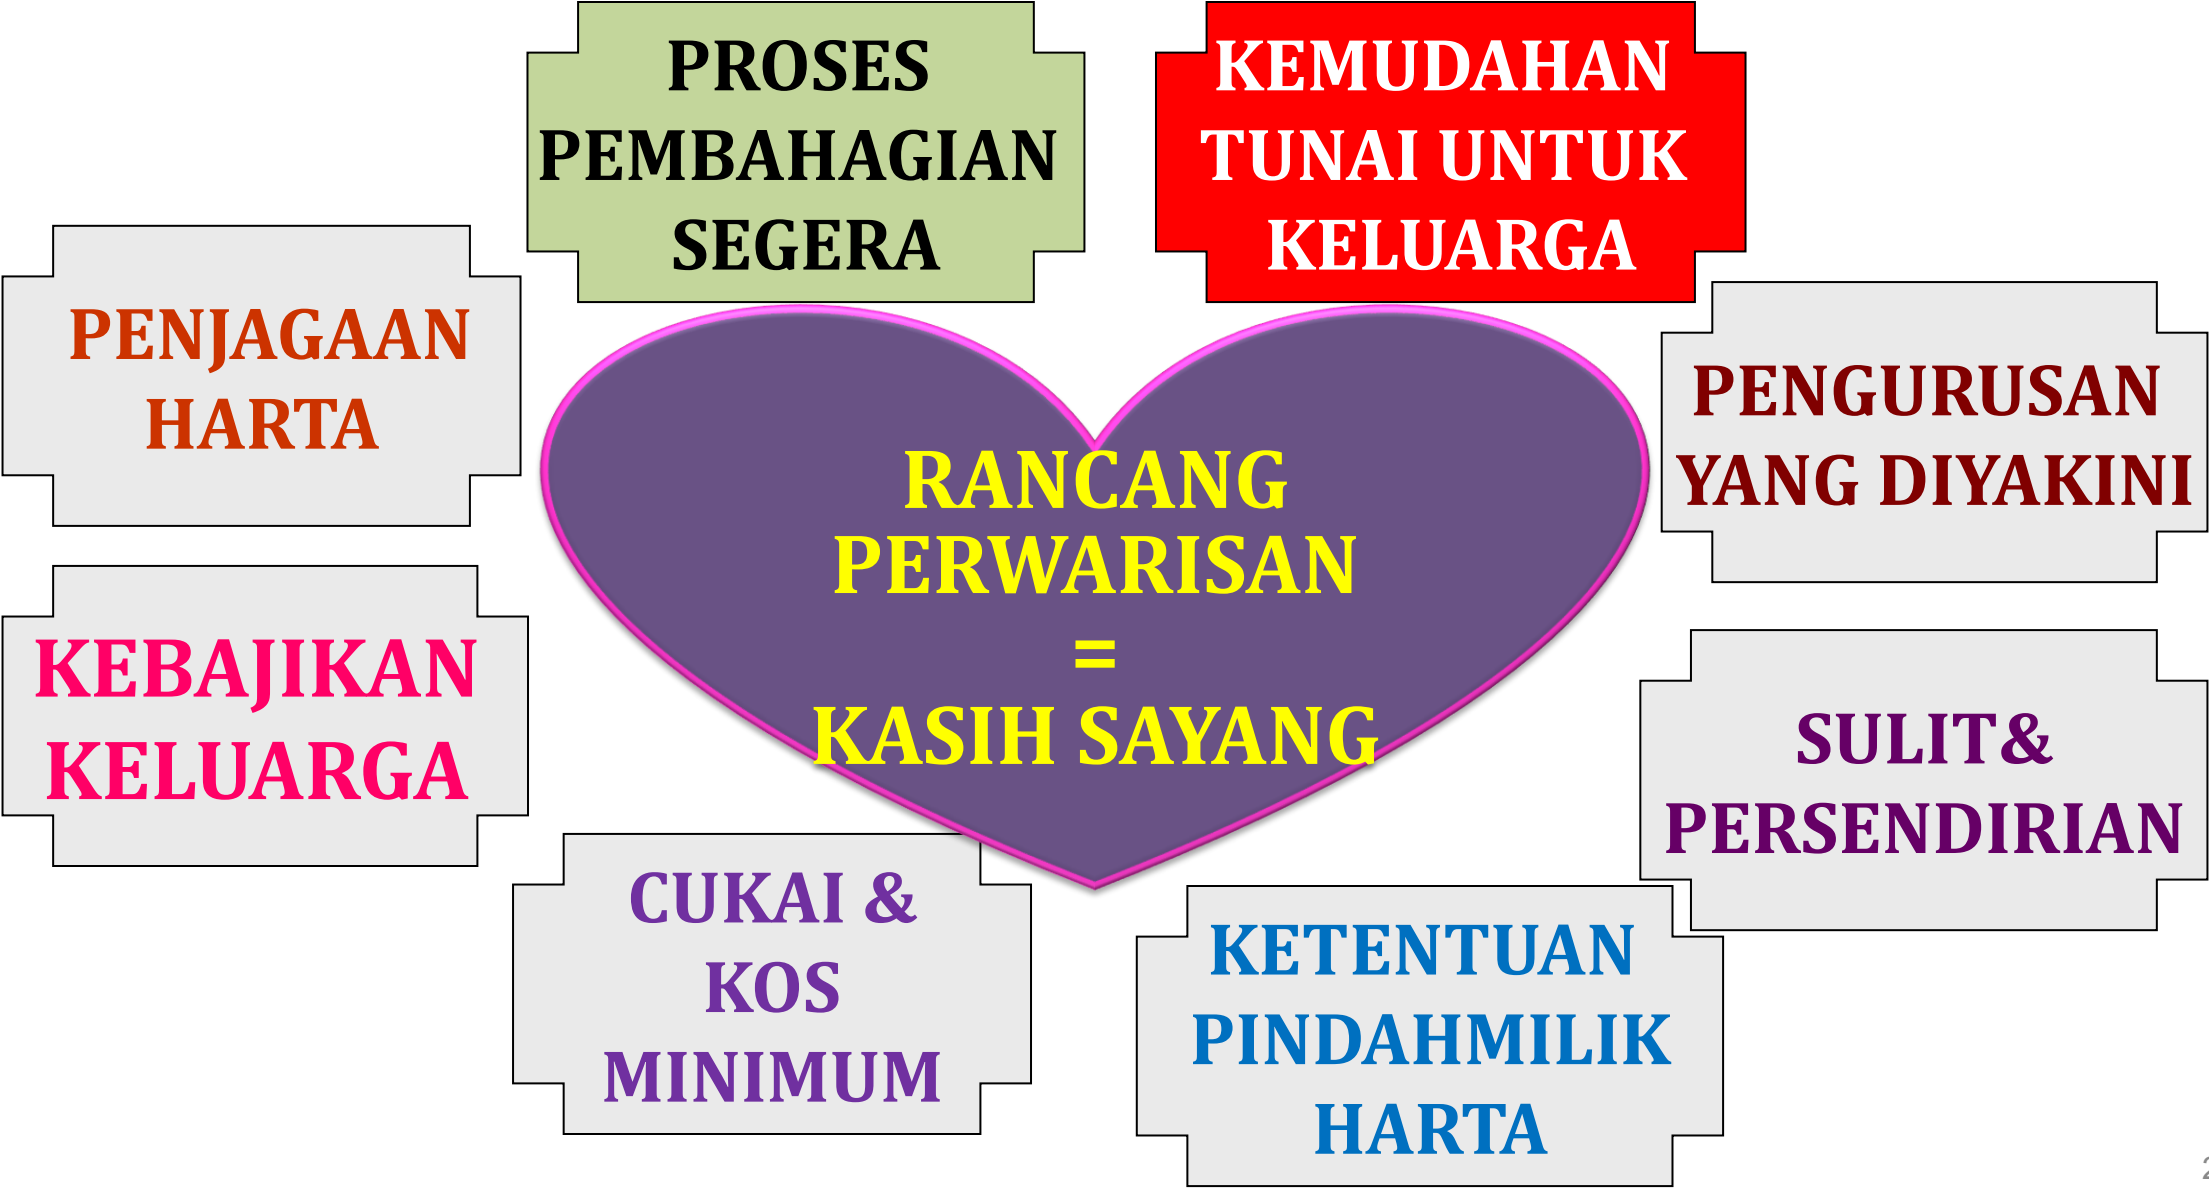 PROSES
PEMBAHAGIAN
SEGERA
KEMUDAHAN
TUNAI UNTUK
KELUARGA
PENJAGAAN
HARTA
PENGURUSAN
YANG DIYAKINI
RANCANG
PERWARISAN
=
KASIH SAYANG
KEBAJIKAN
KELUARGA
SULIT&
PERSENDIRIAN
CUKAI &
KOS
MINIMUM
KETENTUAN
PINDAHMILIK
HARTA